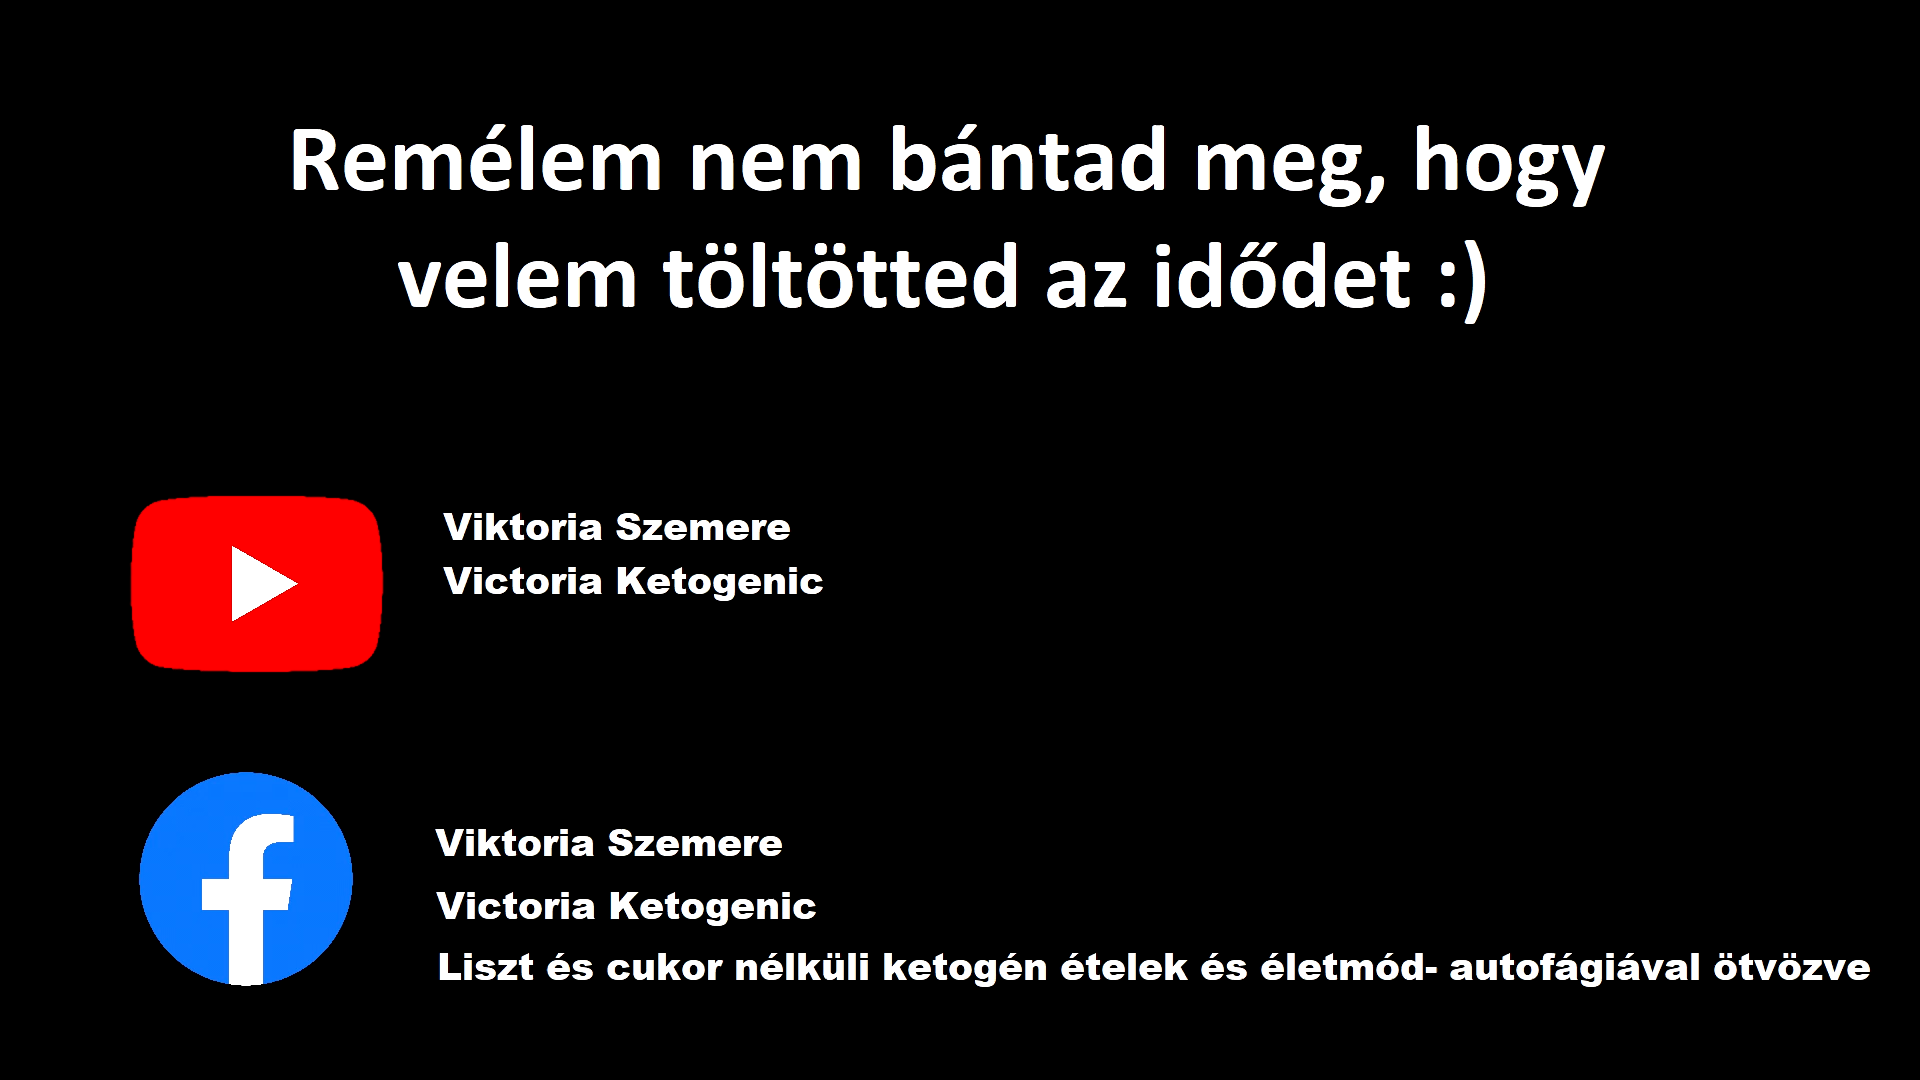 Remélem nem bántad meg, hogy
velem töltötted az idődet :)
Viktoria Szemere
Victoria Ketogenic
Viktoria Szemere
Victoria Ketogenic
Liszt és cukor nélküli ketogén ételek és életmód- autofágiával ötvözve